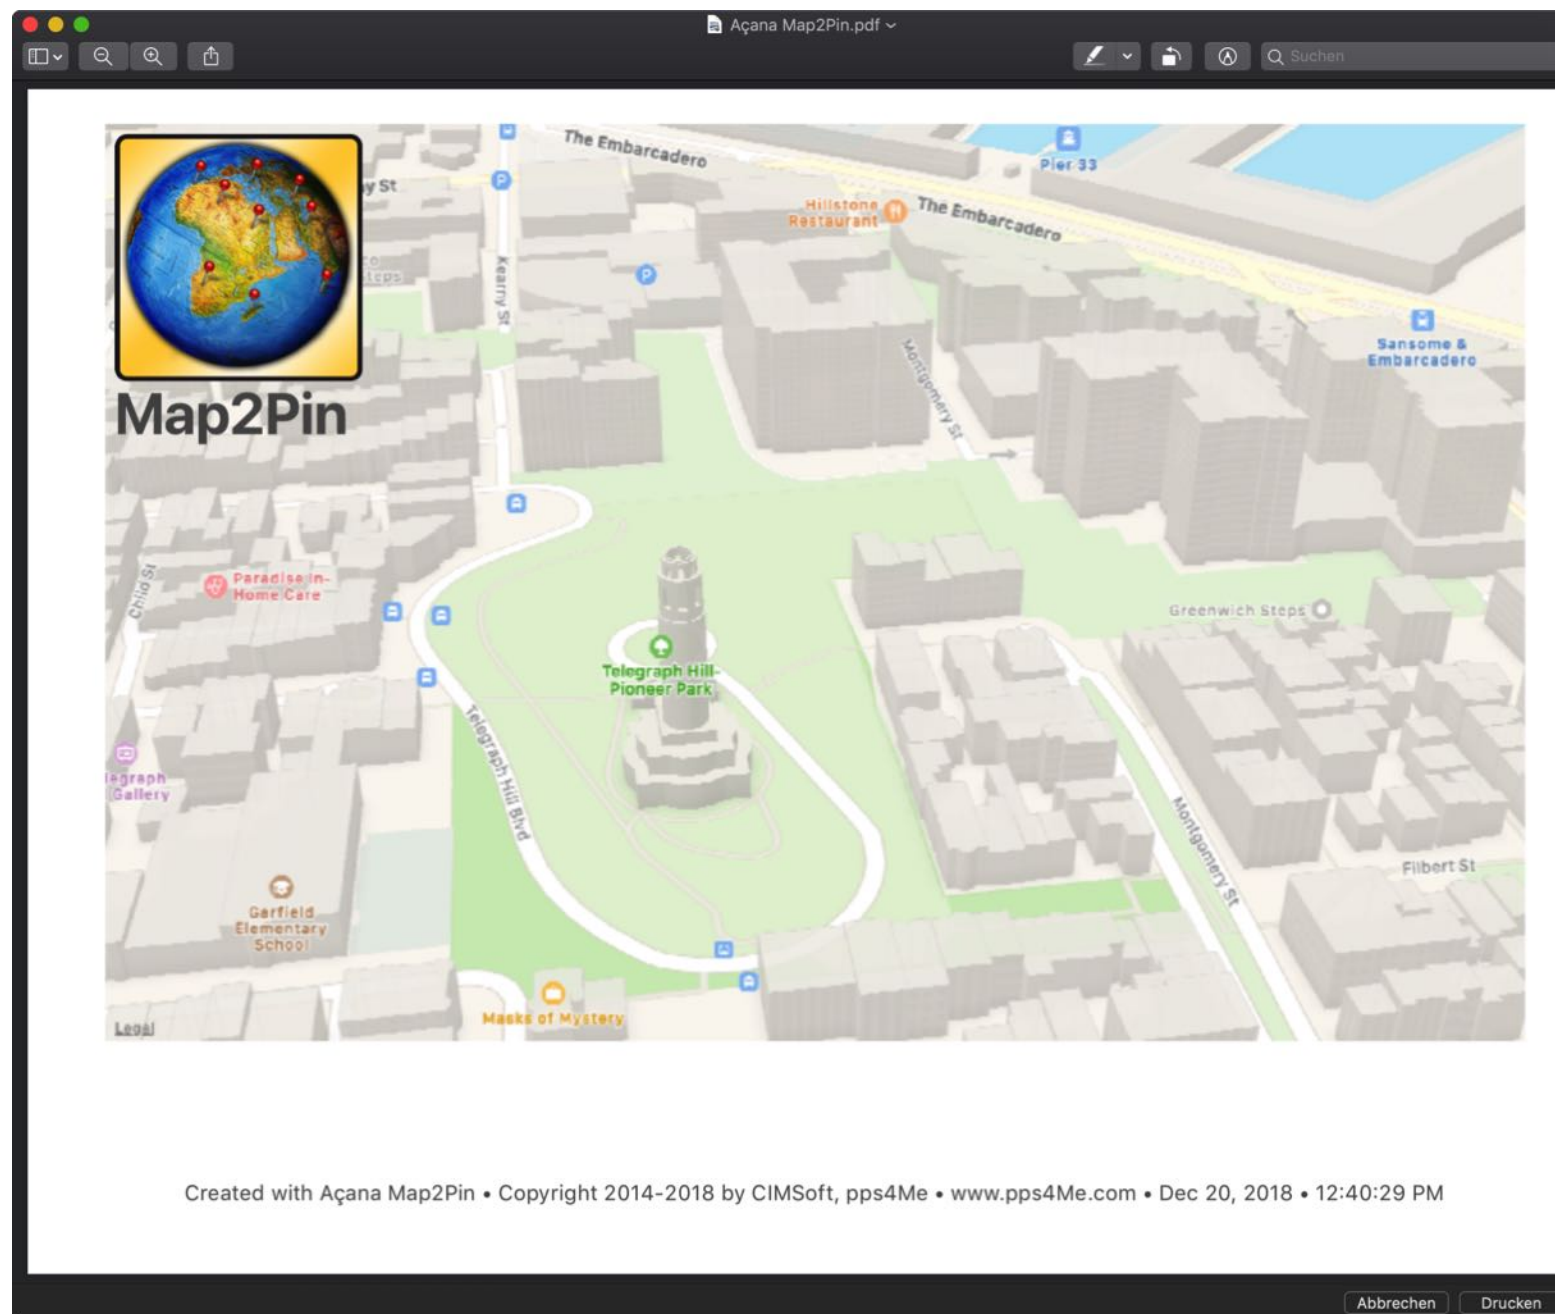 Açana Map2Pin.pdf
Suchen
The Embarcadero
Pier 33
y St
P
Hillstone
Restaurant
The Embarcadero
Steps
Kearny St
P
Sansome &
Embarcadero
Montgomery St
Map2Pin
Child St
Paradise In-
Home Care
Greenwich Steps
Telegraph Hill-
Pioneer Park
Telegraph Hill Blvd
legraph
Gallery
Montgomery St
Filbert St
Garfield
Elementary
School
Masks of Mystery
Legal
Created with Açana Map2Pin • Copyright 2014-2018 by CIMSoft, pps4Me • www.pps4Me.com • Dec 20, 2018 • 12:40:29 PM
Abbrechen
Drucken